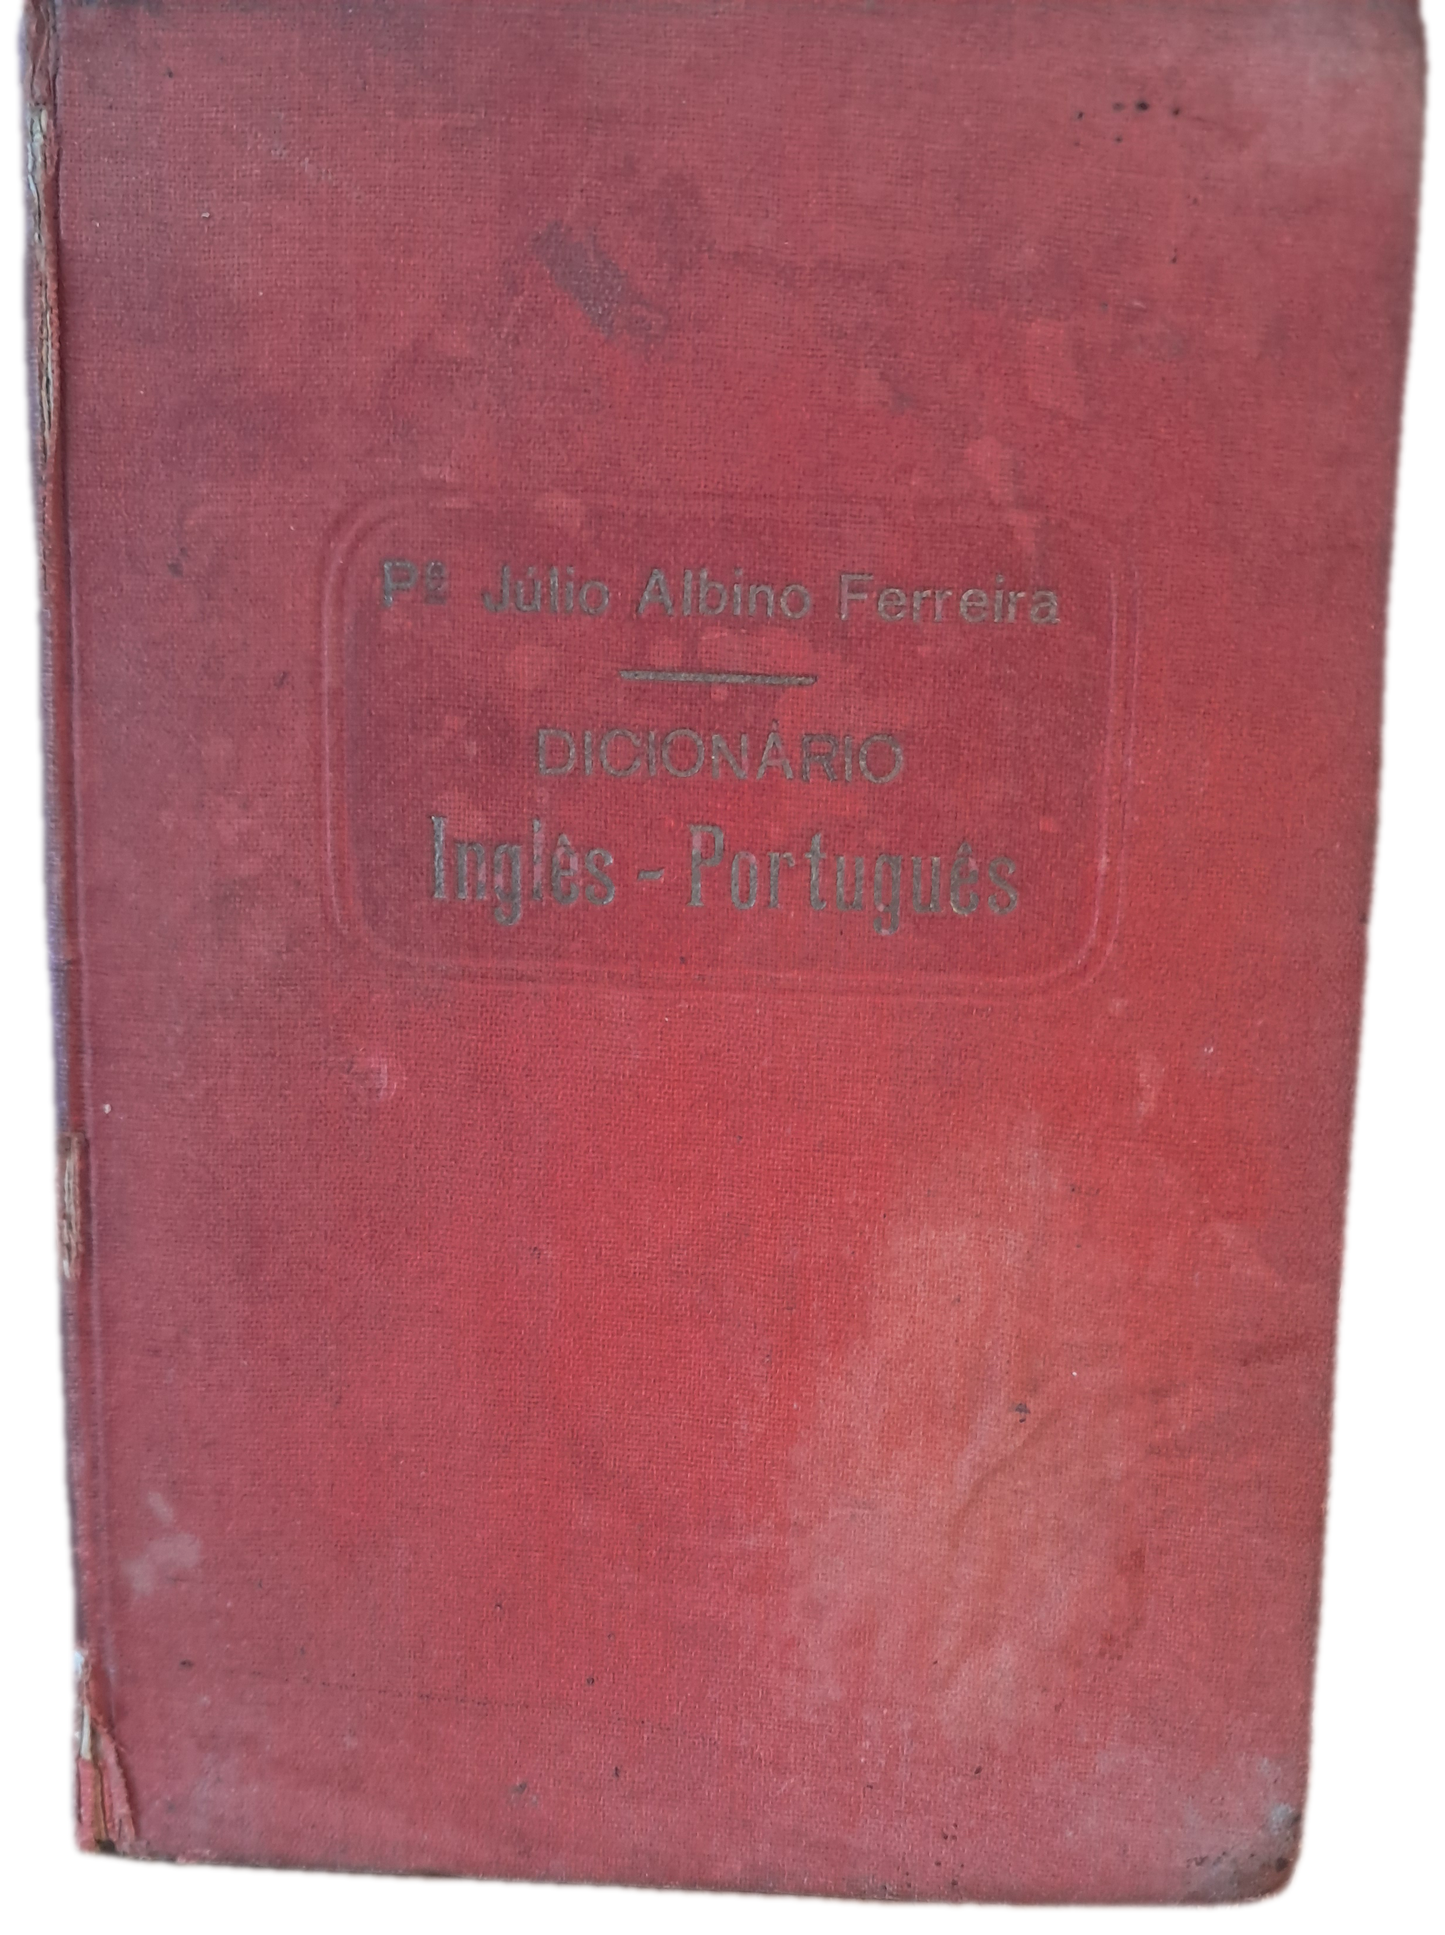 Pᵉ Júlio Albino Ferreira
DICIONÁRIO
Inglês - Português